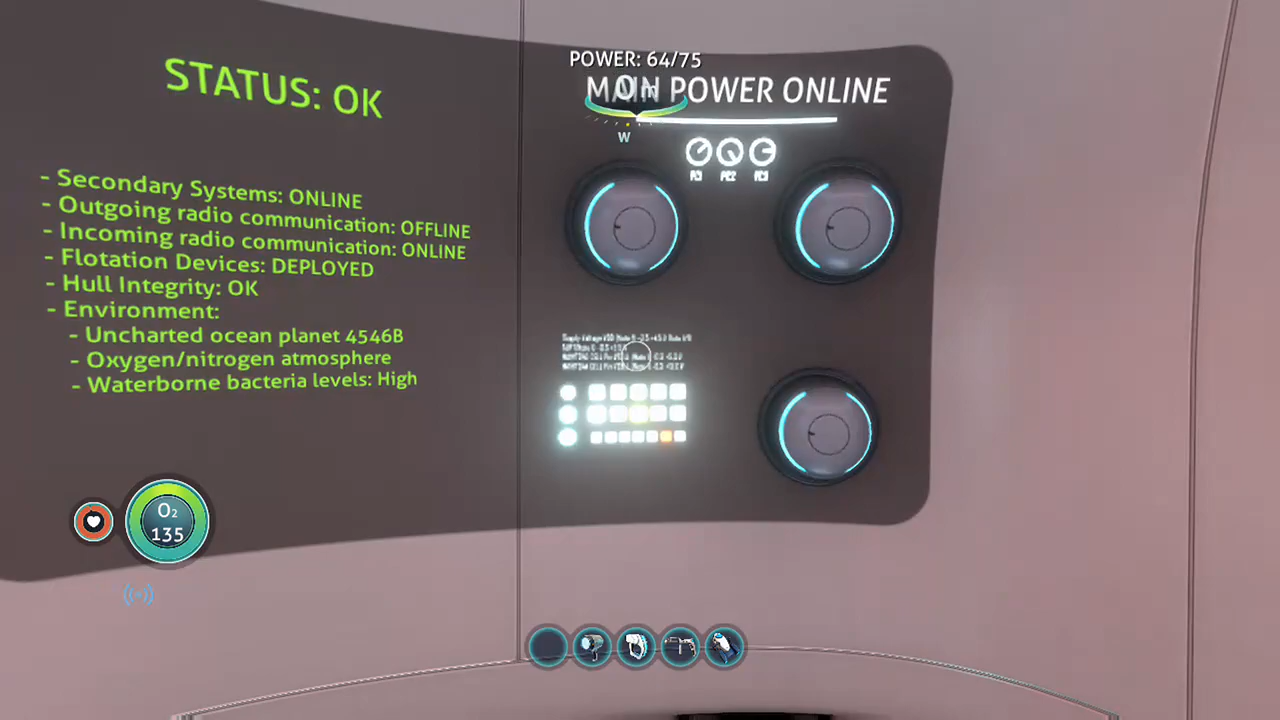 STATUS: OK
- Secondary Systems: ONLINE
- Outgoing radio communication: OFFLINE
- Incoming radio communication: ONLINE
- Flotation Devices: DEPLOYED
- Hull Integrity: OK
- Environment:
- Uncharted ocean planet 4546B
- Oxygen/nitrogen atmosphere
- Waterborne bacteria levels: High
POWER: 64/75
MAIN POWER ONLINE
W
O₂
135